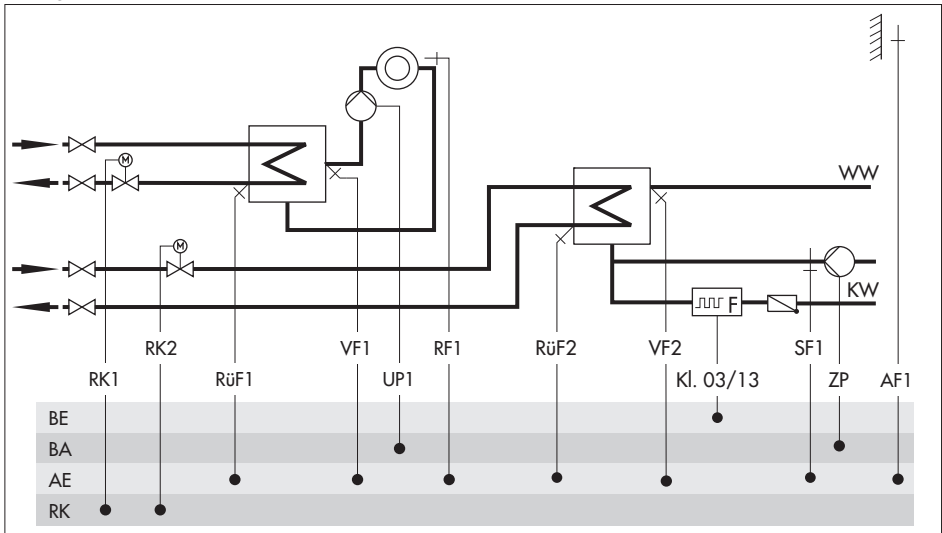 M
WW
M
F
KW
RK2 VF1 RF1 RüF2 VF2 SF1
RK1 RüF1 UP1 Kl. 03/13 ZP AF1
BE
BA
AE
RK